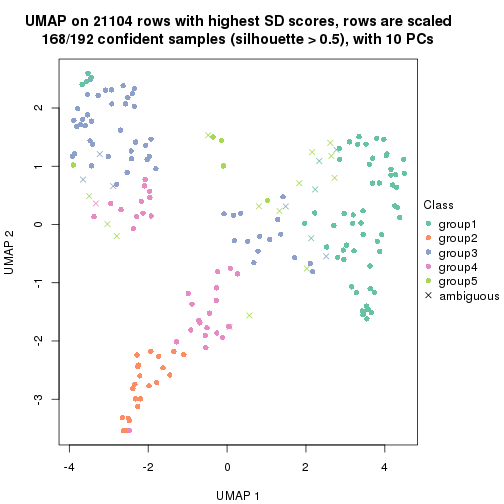 UMAP on 21104 rows with highest SD scores, rows are scaled
168/192 confident samples (silhouette > 0.5), with 10 PCs
UMAP 2
2
1
0
-1
-2
-3
-4
-2
0
2
4
UMAP 1
Class
group1
group2
group3
group4
group5
ambiguous